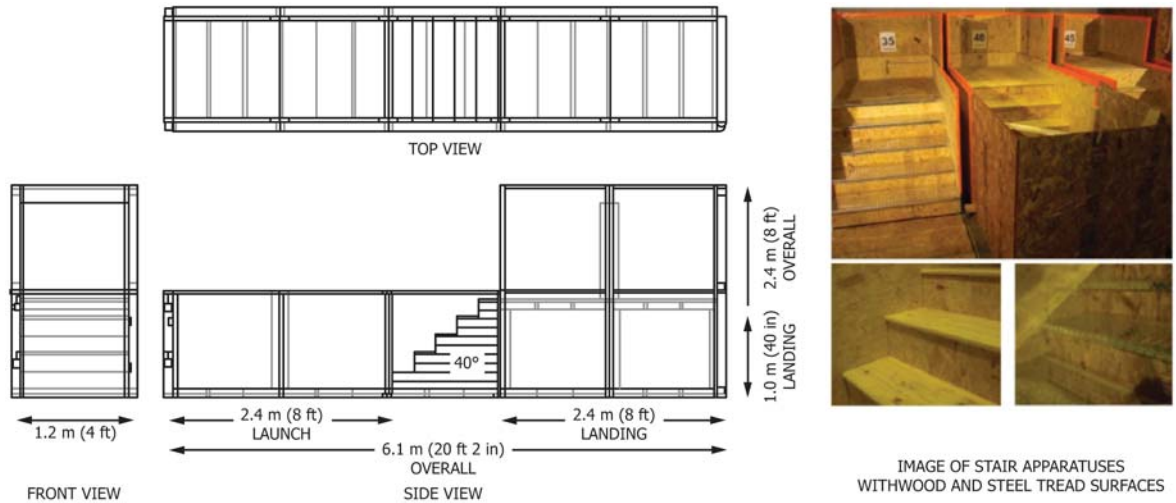 TOP VIEW
2.4 m (8 ft)
OVERALL
1.0 m (40 in)
LANDING
40°
1.2 m (4 ft)
2.4 m (8 ft)
LAUNCH
2.4 m (8 ft)
LANDING
6.1 m (20 ft 2 in)
OVERALL
FRONT VIEW
SIDE VIEW
35
40
45
IMAGE OF STAIR APPARATUSES
WITHWOOD AND STEEL TREAD SURFACES